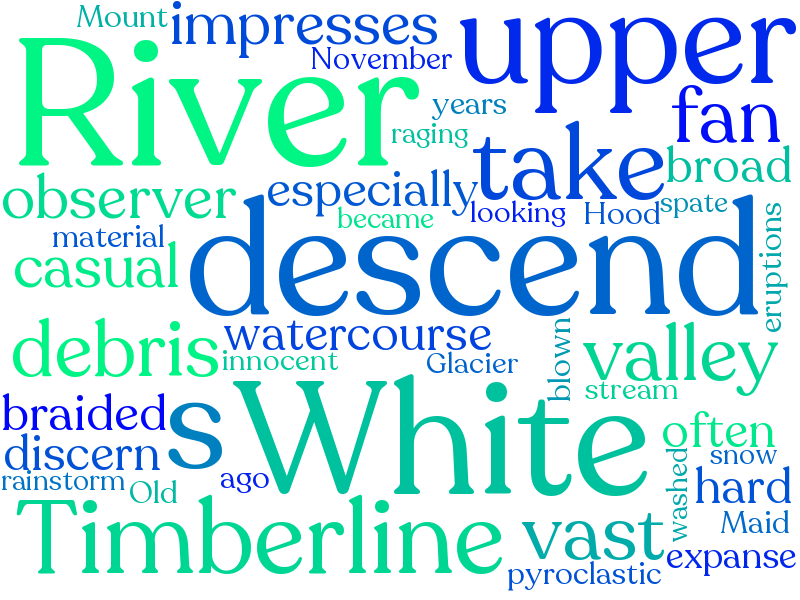 Mount
impresses
upper
November
River
years
fan
raging
take
broad
observer
especially
spate
became
looking
Hood
material
descend
eruptions
casual
debris
watercourse
valley
innocent
Glacier
blown
stream
braided
s
White
often
discern
snow
rainstorm
ago
washed
hard
Old
Timberline
vast
Maid
expanse
pyroclastic